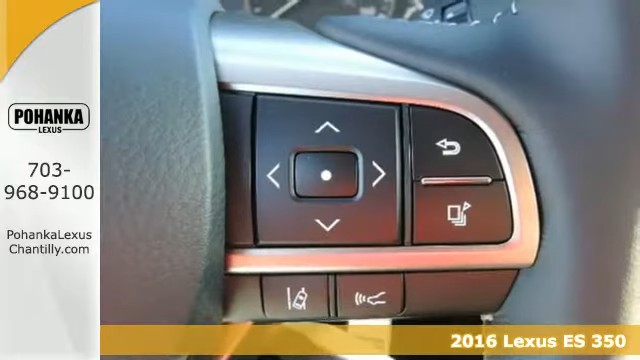 POHANKA
LEXUS
703-
968-9100
PohankaLexus
Chantilly.com
2016 Lexus ES 350